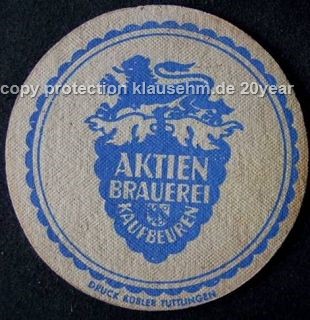 copy protection klausehm.de 20year
AKTIEN
BRAUEREI
KAUFBEUREN
DRUCK KÜBLER TUTTLINGEN